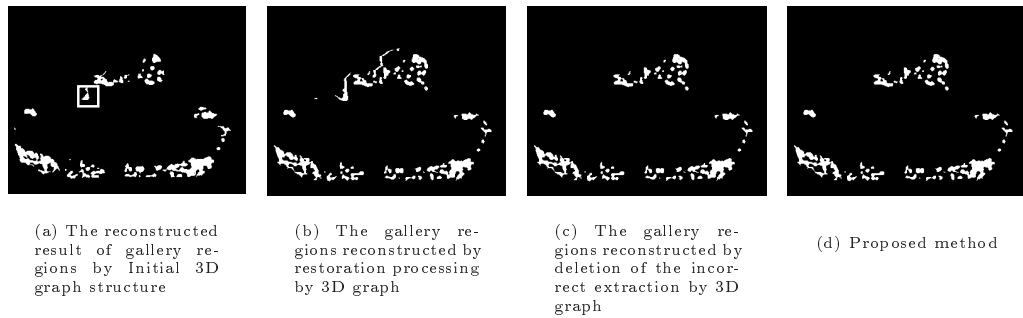 (a) The reconstructed
result of gallery re-
gions by Initial 3D
graph structure
(b) The gallery re-
gions reconstructed by
restoration processing
by 3D graph
(c) The gallery re-
gions reconstructed by
deletion of the incor-
rect extraction by 3D
graph
(d) Proposed method